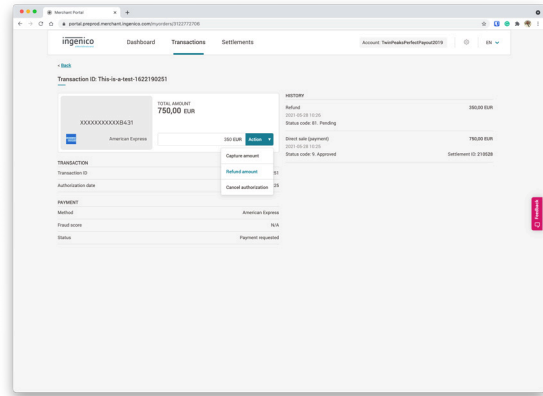 Merchant Portal
portal.preprod.merchant.ingenico.com/myorders/3122772708
ingenico
Dashboard
Transactions
Settlements
Account: TwinPeaksPerfectPayout2019
EN
< Back
Transaction ID: This-is-a-test-1622190251
XXXXXXXXXXX8431
American Express
TOTAL AMOUNT
750,00 EUR
350 EUR
Action
Capture amount
Refund amount
Cancel authorization
TRANSACTION
Transaction ID
51
Authorization date
25
PAYMENT
Method
American Express
Fraud score
N/A
Status
Payment requested
HISTORY
Refund
350,00 EUR
2021-05-28 10:26
Status code: 81. Pending
Direct sale (payment)
750,00 EUR
2021-05-28 10:25
Status code: 9. Approved
Settlement ID: 210528
Feedback